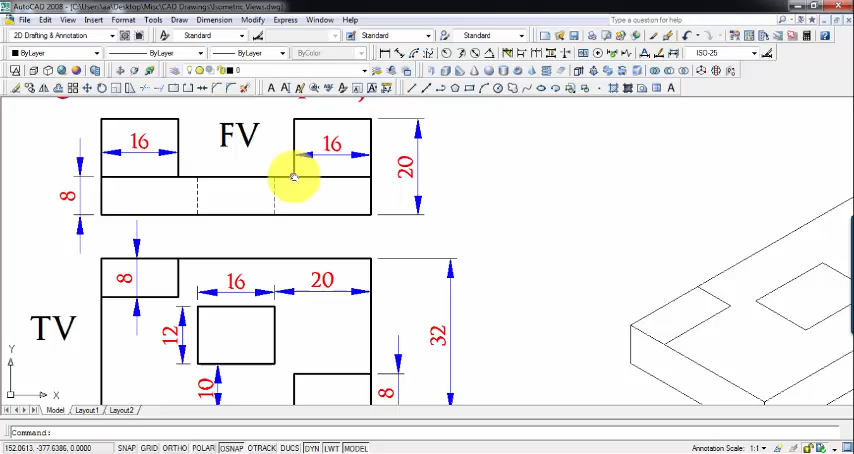 AutoCAD 2008 - [C:\Users\aa\Desktop\Misc\CAD Drawings\Isometric Views.dwg]
File Edit View Insert Format Tools Draw Dimension Modify Express Window Help
Type a question for help
2D Drafting & Annotation
Standard
Standard
Standard
ByLayer
ByLayer
ByLayer
ByColor
ISO-25
0
FV
16
16
20
8
TV
8
16
20
12
32
10
8
Y
X
Model Layout1 Layout2
Command:
152.0613, -377.6386, 0.0000
SNAP GRID ORTHO POLAR OSNAP OTRACK DUCS DYN LWT MODEL
Annotation Scale: 1:1